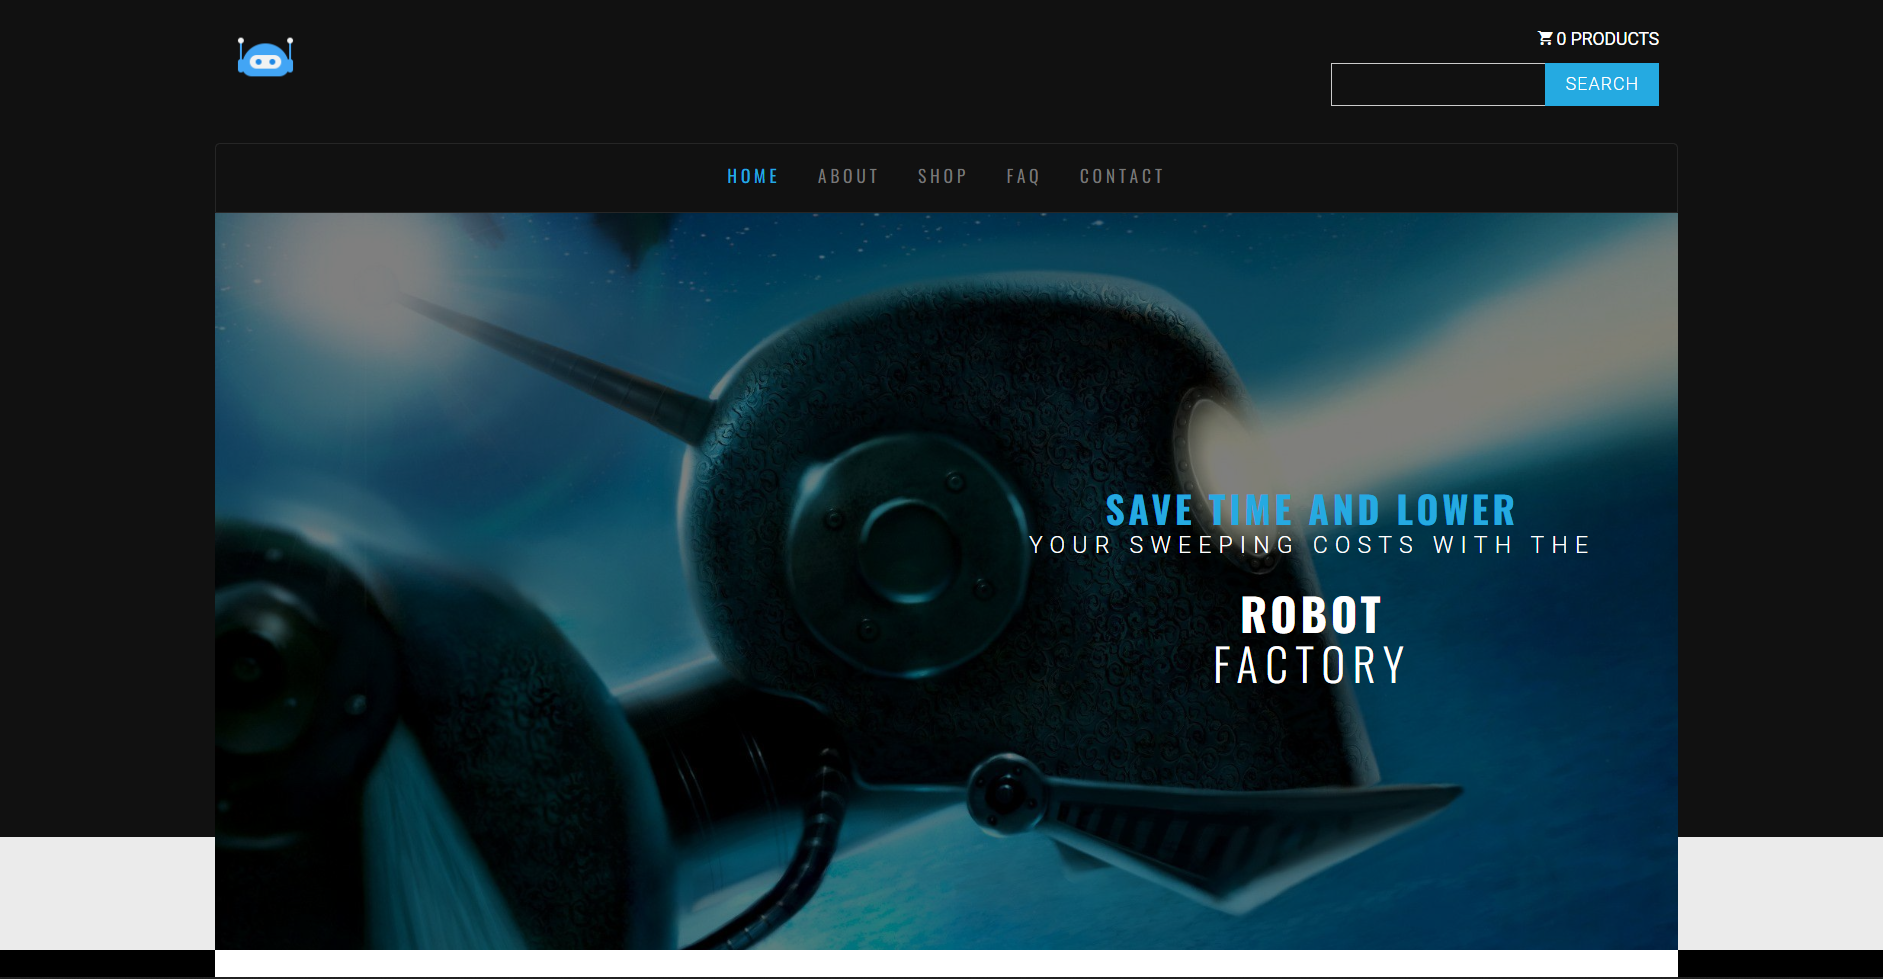 0 PRODUCTS
SEARCH
HOME ABOUT SHOP FAQ CONTACT
SAVE TIME AND LOWER
YOUR SWEEPING COSTS WITH THE
ROBOT
FACTORY